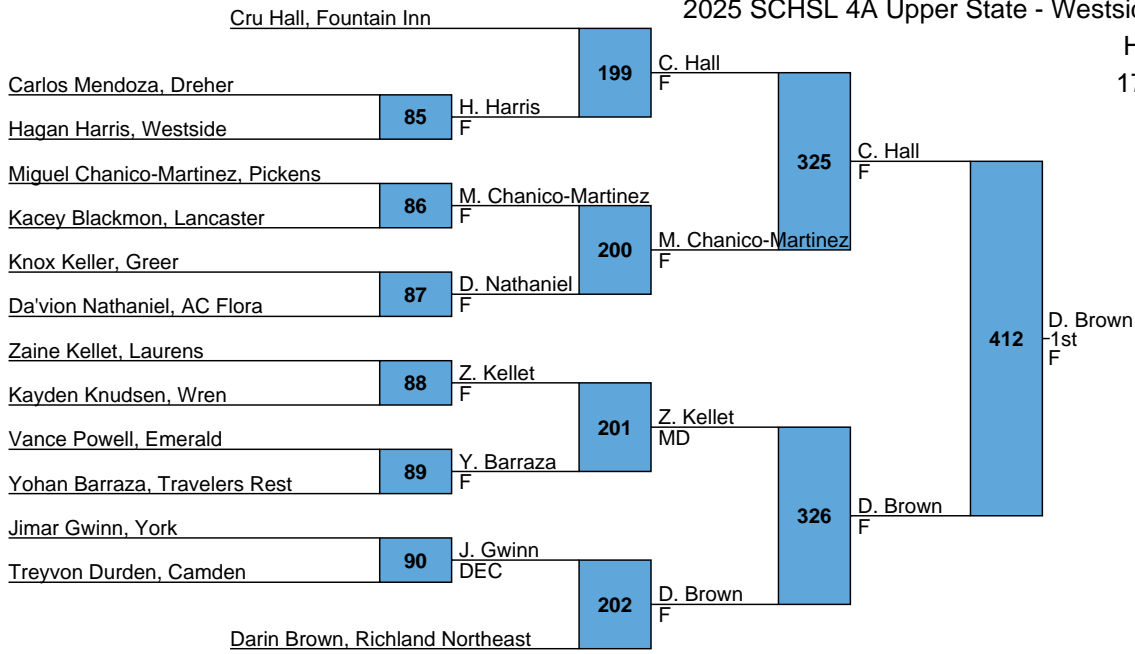 2025 SCHSL 4A Upper State - Westsid
H
17
Cru Hall, Fountain Inn
199
C. Hall
F
Carlos Mendoza, Dreher
85
H. Harris
F
Hagan Harris, Westside
325
C. Hall
F
Miguel Chanico-Martinez, Pickens
86
M. Chanico-Martinez
F
Kacey Blackmon, Lancaster
200
M. Chanico-Martinez
F
Knox Keller, Greer
87
D. Nathaniel
F
Da'vion Nathaniel, AC Flora
412
D. Brown
1st
F
Zaine Kellet, Laurens
88
Z. Kellet
F
Kayden Knudsen, Wren
201
Z. Kellet
MD
Vance Powell, Emerald
89
Y. Barraza
F
Yohan Barraza, Travelers Rest
326
D. Brown
F
Jimar Gwinn, York
90
J. Gwinn
DEC
Treyvon Durden, Camden
202
D. Brown
F
Darin Brown, Richland Northeast